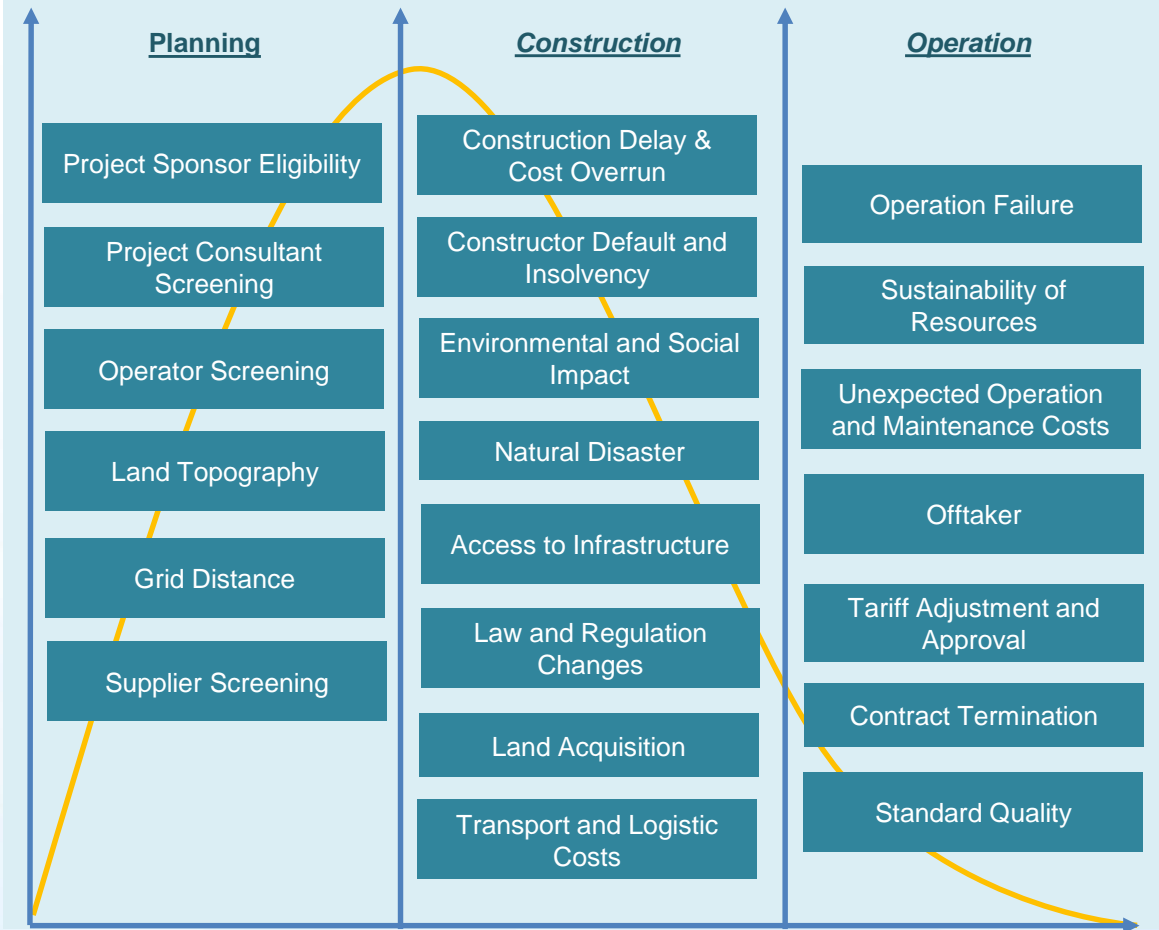 Planning
Project Sponsor Eligibility
Project Consultant
Screening
Operator Screening
Land Topography
Grid Distance
Supplier Screening
Construction
Construction Delay &
Cost Overrun
Constructor Default and
Insolvency
Environmental and Social
Impact
Natural Disaster
Access to Infrastructure
Law and Regulation
Changes
Land Acquisition
Transport and Logistic
Costs
Operation
Operation Failure
Sustainability of
Resources
Unexpected Operation
and Maintenance Costs
Offtaker
Tariff Adjustment and
Approval
Contract Termination
Standard Quality